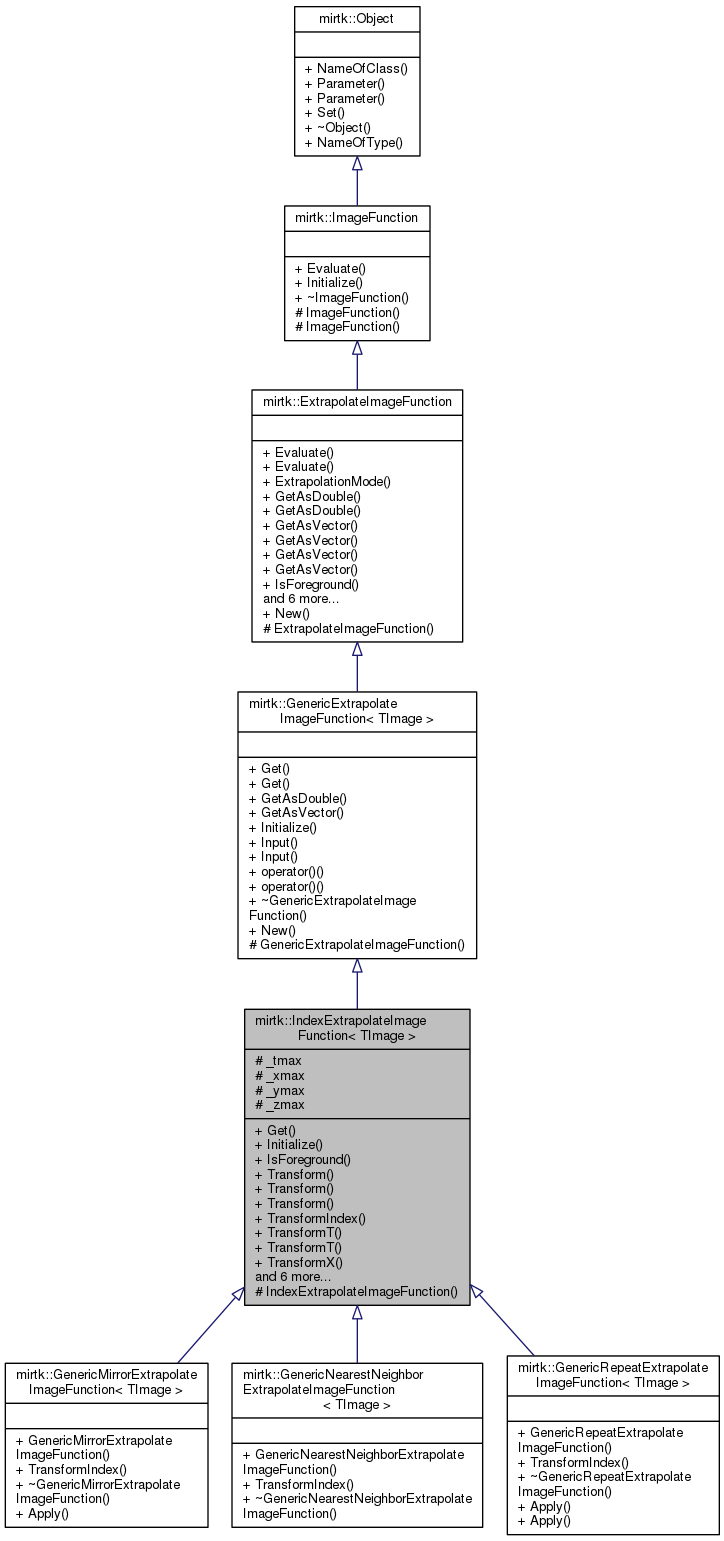 mirtk::Object
+ NameOfClass()
+ Parameter()
+ Parameter()
+ Set()
+ ~Object()
+ NameOfType()
mirtk::ImageFunction
+ Evaluate()
+ Initialize()
+ ~ImageFunction()
# ImageFunction()
# ImageFunction()
mirtk::ExtrapolateImageFunction
+ Evaluate()
+ Evaluate()
+ ExtrapolationMode()
+ GetAsDouble()
+ GetAsDouble()
+ GetAsVector()
+ GetAsVector()
+ GetAsVector()
+ GetAsVector()
+ IsForeground()
and 6 more...
+ New()
# ExtrapolateImageFunction()
mirtk::GenericExtrapolate
ImageFunction< TImage >
+ Get()
+ Get()
+ GetAsDouble()
+ GetAsVector()
+ Initialize()
+ Input()
+ Input()
+ operator()()
+ operator()()
+ ~GenericExtrapolateImage
Function()
+ New()
# GenericExtrapolateImageFunction()
mirtk::IndexExtrapolateImage
Function< TImage >
# _tmax
# _xmax
# _ymax
# _zmax
+ Get()
+ Initialize()
+ IsForeground()
+ Transform()
+ Transform()
+ Transform()
+ TransformIndex()
+ TransformT()
+ TransformT()
+ TransformX()
and 6 more...
# IndexExtrapolateImageFunction()
mirtk::GenericMirrorExtrapolate
ImageFunction< TImage >
+ GenericMirrorExtrapolate
ImageFunction()
+ TransformIndex()
+ ~GenericMirrorExtrapolate
ImageFunction()
+ Apply()
mirtk::GenericNearestNeighbor
ExtrapolateImageFunction
< TImage >
+ GenericNearestNeighborExtrapolate
ImageFunction()
+ TransformIndex()
+ ~GenericNearestNeighborExtrapolate
ImageFunction()
mirtk::GenericRepeatExtrapolate
ImageFunction< TImage >
+ GenericRepeatExtrapolate
ImageFunction()
+ TransformIndex()
+ ~GenericRepeatExtrapolate
ImageFunction()
+ Apply()
+ Apply()